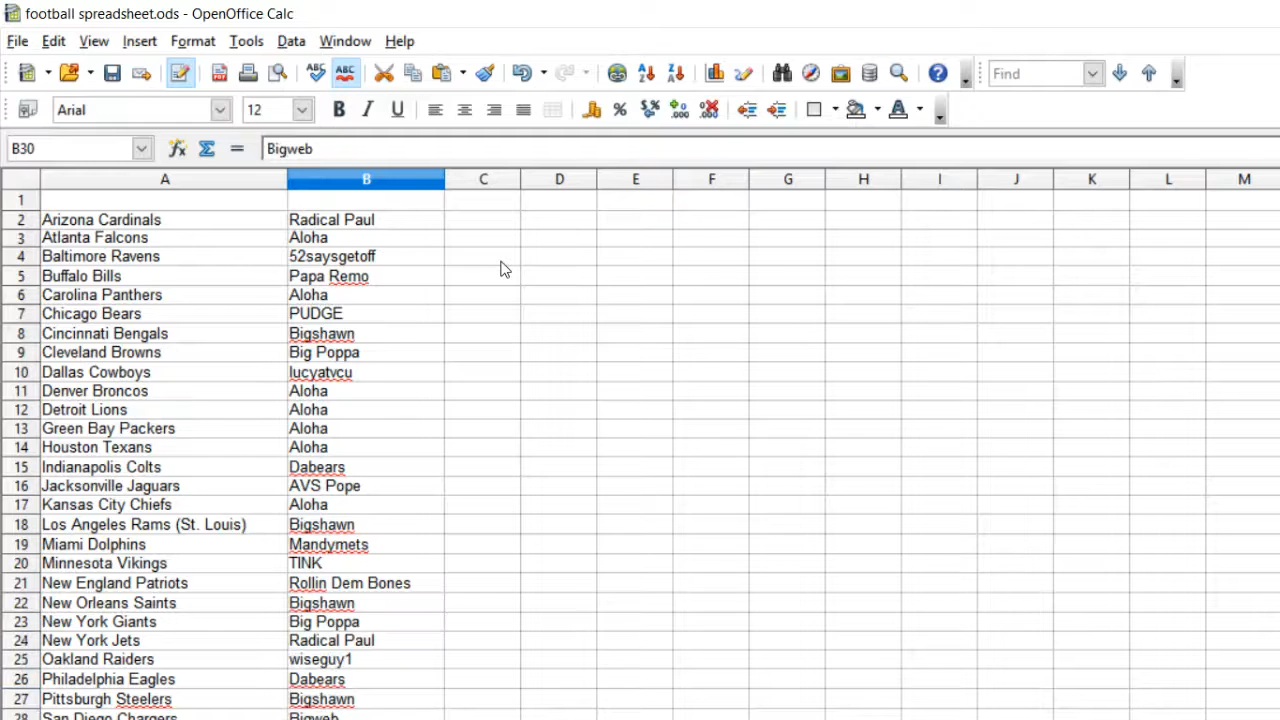 football spreadsheet.ods - OpenOffice Calc
File Edit View Insert Format Tools Data Window Help
ABC ABC Find
Arial 12 B I U
B30 Bigweb
A B C D E F G H I J K L M
1
2 Arizona Cardinals Radical Paul
3 Atlanta Falcons Aloha
4 Baltimore Ravens 52saysgetoff
5 Buffalo Bills Papa Remo
6 Carolina Panthers Aloha
7 Chicago Bears PUDGE
8 Cincinnati Bengals Bigshawn
9 Cleveland Browns Big Poppa
10 Dallas Cowboys lucyatvcu
11 Denver Broncos Aloha
12 Detroit Lions Aloha
13 Green Bay Packers Aloha
14 Houston Texans Aloha
15 Indianapolis Colts Dabears
16 Jacksonville Jaguars AVS Pope
17 Kansas City Chiefs Aloha
18 Los Angeles Rams (St. Louis) Bigshawn
19 Miami Dolphins Mandymets
20 Minnesota Vikings TINK
21 New England Patriots Rollin Dem Bones
22 New Orleans Saints Bigshawn
23 New York Giants Big Poppa
24 New York Jets Radical Paul
25 Oakland Raiders wiseguy1
26 Philadelphia Eagles Dabears
27 Pittsburgh Steelers Bigshawn
28 San Diego Chargers Bigweb